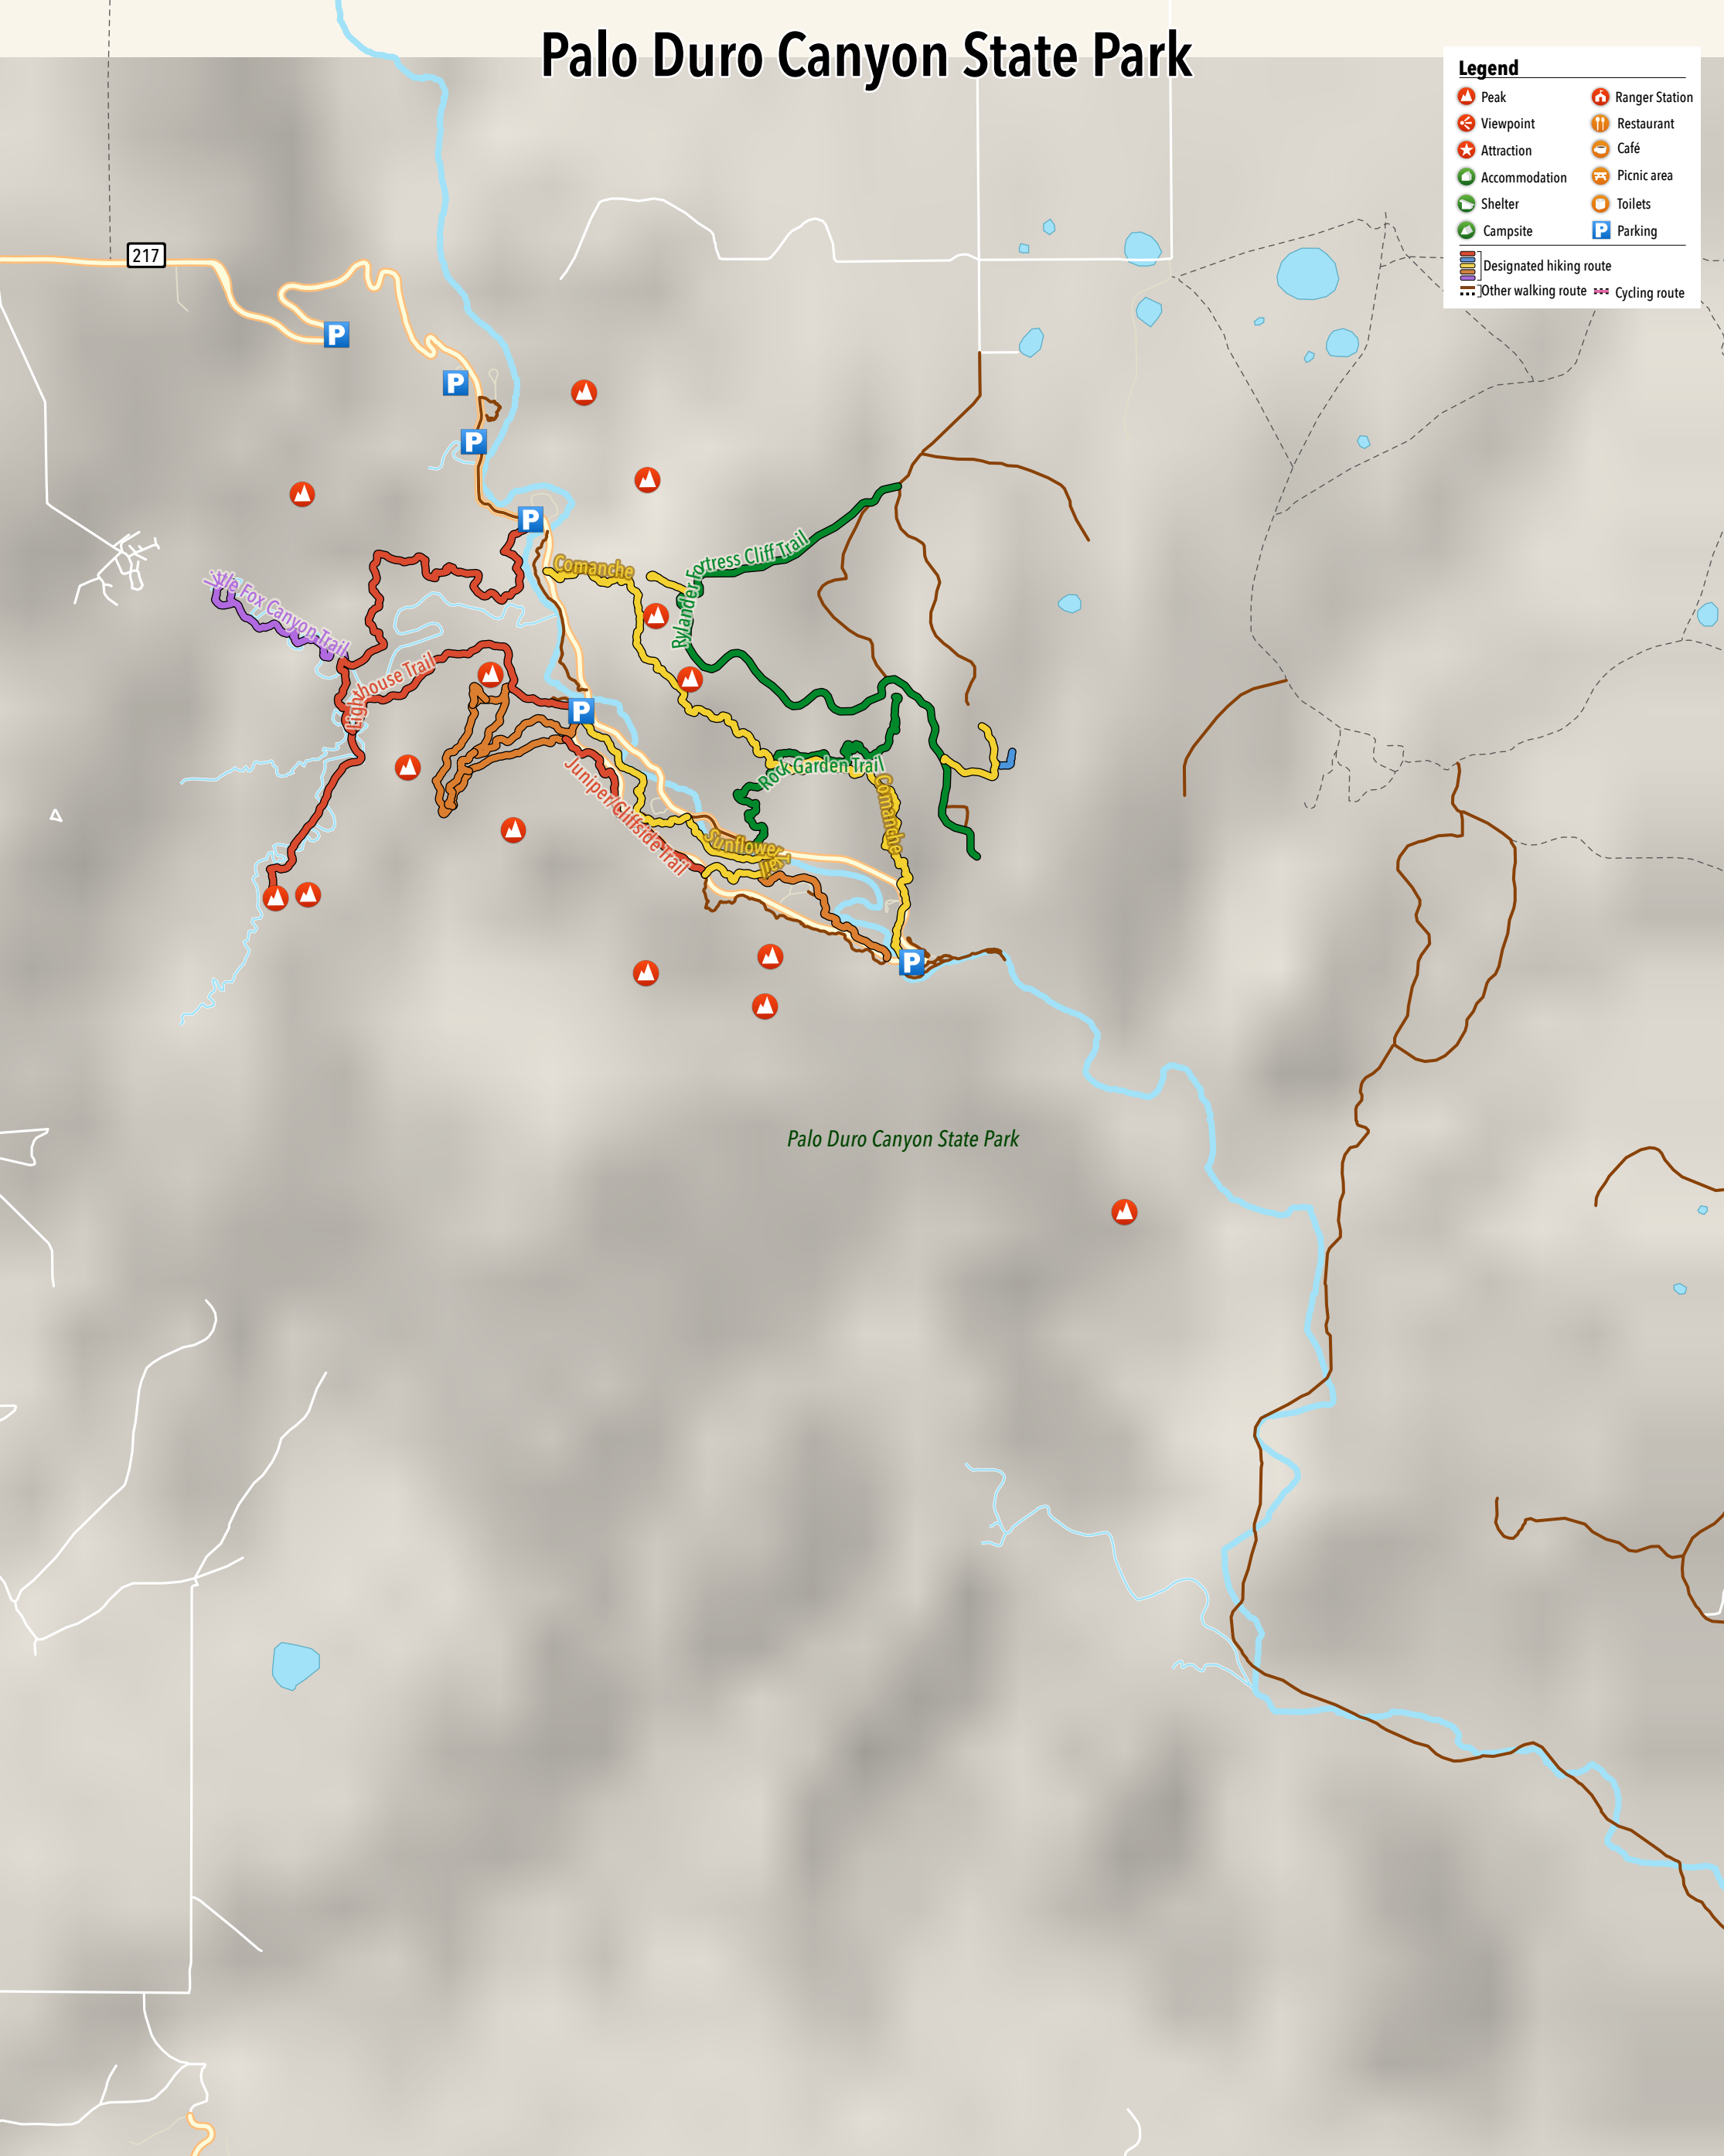 Palo Duro Canyon State Park
Legend
Peak
Ranger Station
Viewpoint
Restaurant
Attraction
Café
Accommodation
Picnic area
Shelter
Toilets
Campsite
P Parking
Designated hiking route
Other walking route
Cycling route
217
P
P
P
P
Comanche
Rylander Fortress Cliff Trail
Fox Canyon Trail
Trail
P
Rock Garden Trail
Juniper/Cliffside Trail
Comanche
Sunflower
P
Palo Duro Canyon State Park